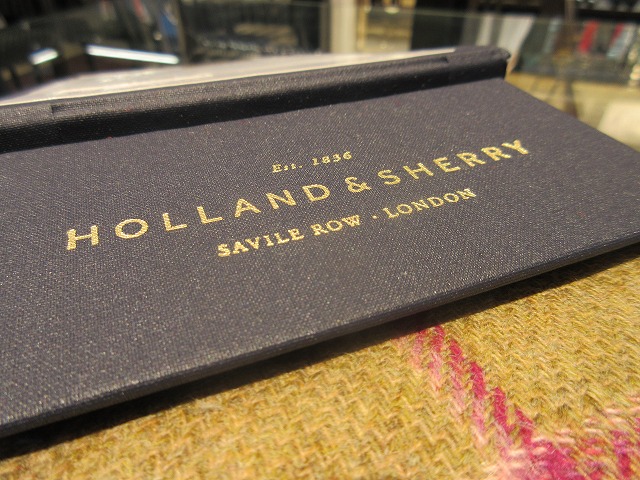 Est. 1836
HOLLAND & SHERRY
SAVILE ROW · LONDON